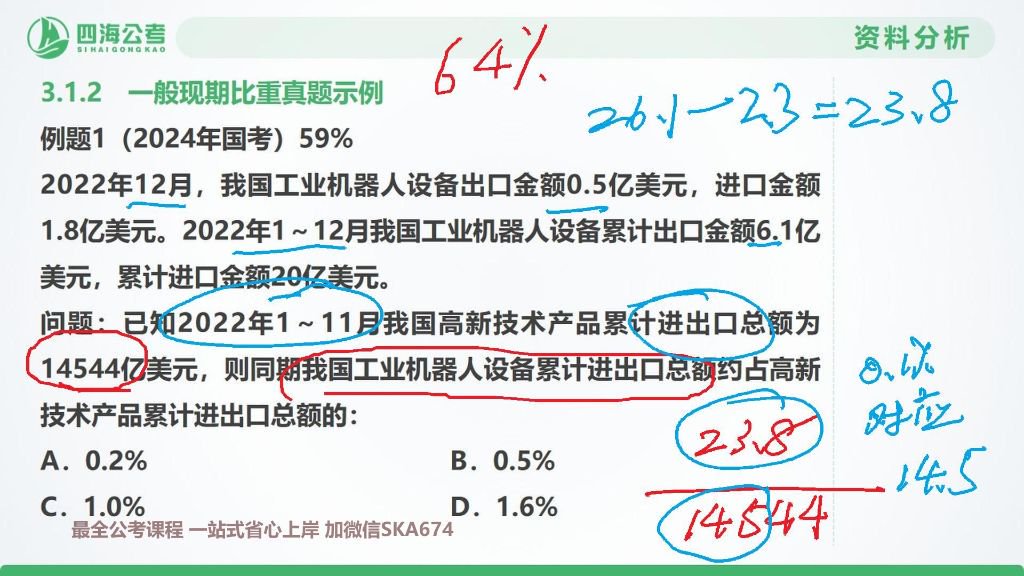 四海公考
SIHAIGONGKAO
资料分析
64%
3.1.2 一般现期比重真题示例
26.1-2.3=23.8
例题1（2024年国考）59%
2022年12月，我国工业机器人设备出口金额0.5亿美元，进口金额
1.8亿美元。2022年1～12月我国工业机器人设备累计出口金额6.1亿
美元，累计进口金额20亿美元。
问题：已知2022年1～11月我国高新技术产品累计进出口总额为
14544亿美元，则同期我国工业机器人设备累计进出口总额约占高新
技术产品累计进出口总额的：
0.1%
对应
14.5
23.8
14544
A．0.2%
B．0.5%
C．1.0%
D．1.6%
最全公考课程 一站式省心上岸 加微信SKA674